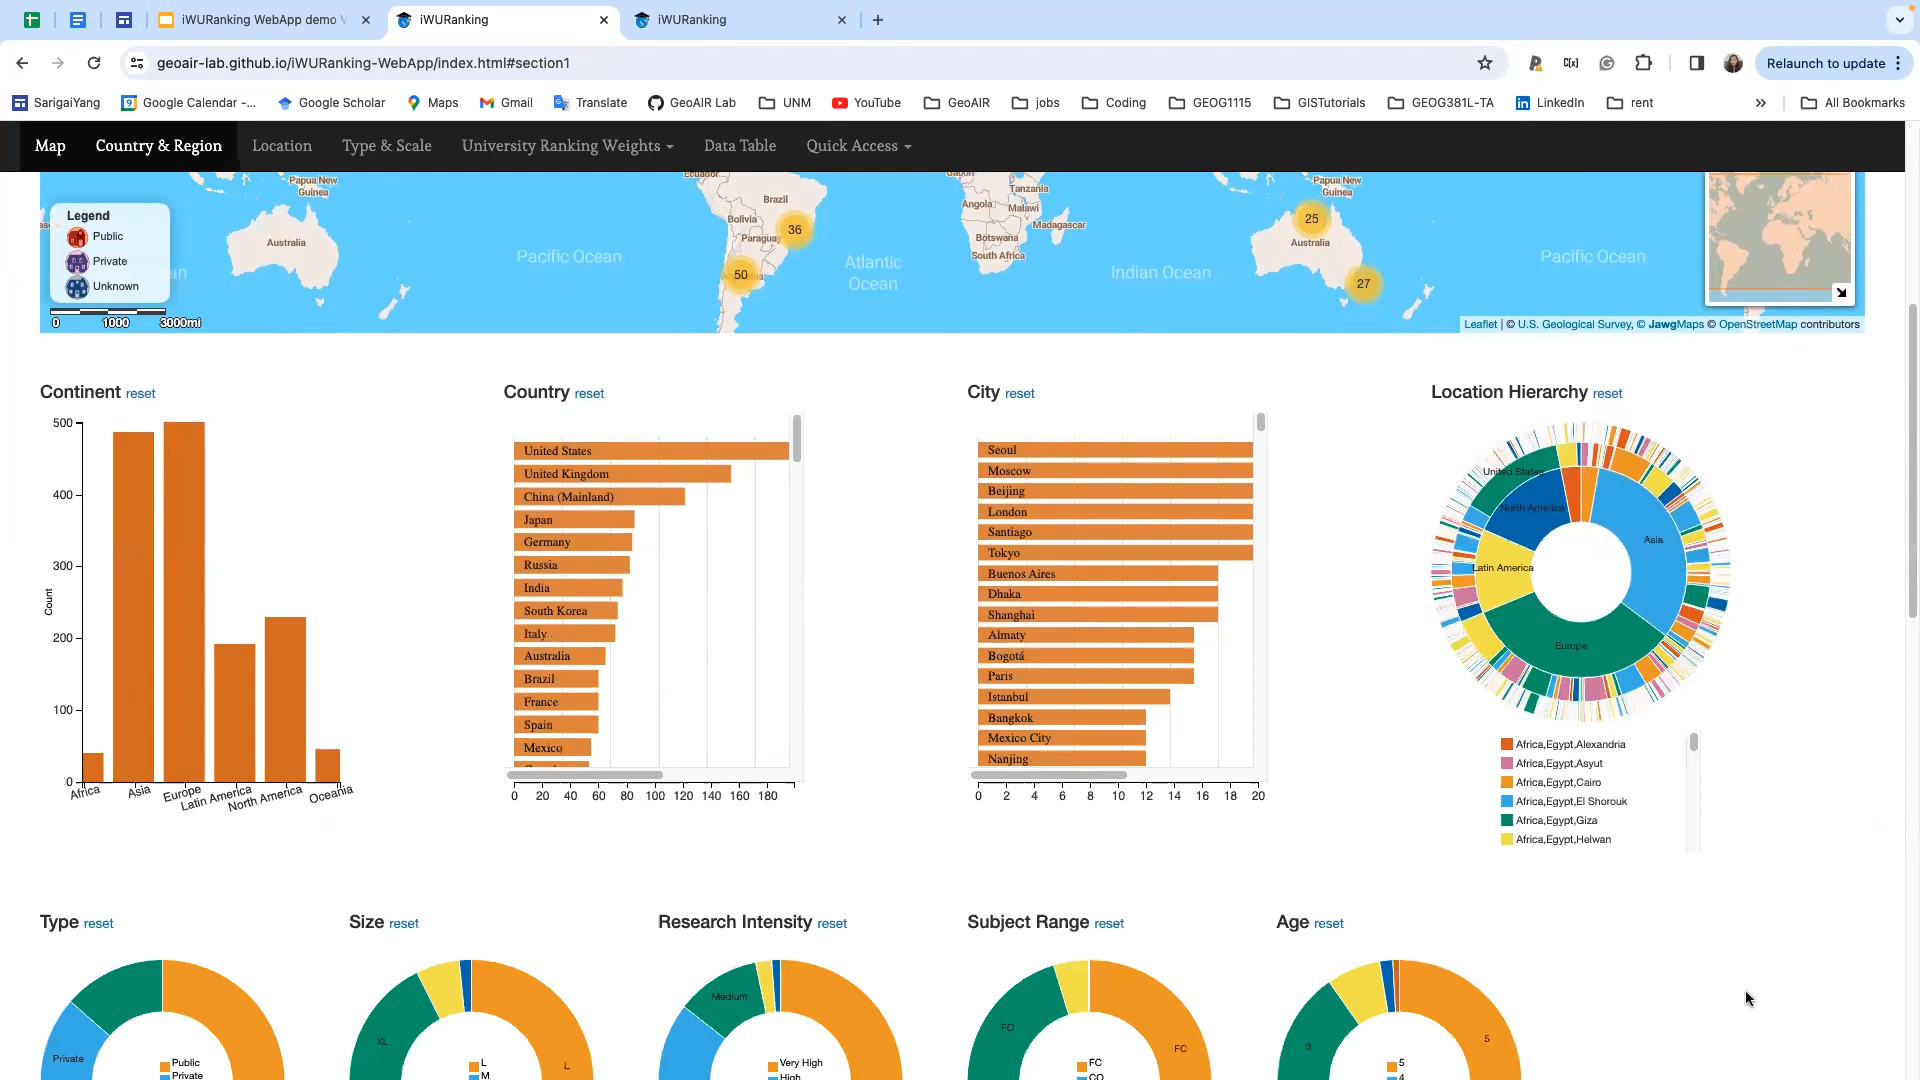 iWURanking WebApp demo V
iWURanking
iWURanking
geoair-lab.github.io/iWURanking-WebApp/index.html#section1
Relaunch to update
SarigaiYang
Google Calendar -...
Google Scholar
Maps
Gmail
Translate
GeoAIR Lab
UNM
YouTube
GeoAIR
jobs
Coding
GEOG1115
GISTutorials
GEOG381L-TA
LinkedIn
rent
All Bookmarks
Map
Country & Region
Location
Type & Scale
University Ranking Weights
Data Table
Quick Access
Legend
Public
Private
Unknown
0 1000 3000mi
Papua New
Guinea
Australia
Pacific Ocean
Ecuador
Brazil
Bolivia
Paraguay
36
50
Atlantic
Ocean
Tanzania
Angola
Malawi
Madagascar
Botswana
South Africa
Indian Ocean
Papua New
Guinea
25
Australia
27
Pacific Ocean
Leaflet | © U.S. Geological Survey, © JawgMaps © OpenStreetMap contributors
Continent reset
500
400
300
200
100
0
Count
Africa
Asia
Europe
Latin America
North America
Oceania
Country reset
United States
United Kingdom
China (Mainland)
Japan
Germany
Russia
India
South Korea
Italy
Australia
Brazil
France
Spain
Mexico
0 20 40 60 80 100 120 140 160 180
City reset
Seoul
Moscow
Beijing
London
Santiago
Tokyo
Buenos Aires
Dhaka
Shanghai
Almaty
Bogotá
Paris
Istanbul
Bangkok
Mexico City
Nanjing
0 2 4 6 8 10 12 14 16 18 20
Location Hierarchy reset
United States
North America
Asia
Latin America
Europe
Africa,Egypt,Alexandria
Africa,Egypt,Asyut
Africa,Egypt,Cairo
Africa,Egypt,El Shorouk
Africa,Egypt,Giza
Africa,Egypt,Helwan
Type reset
Private
Public
Private
Size reset
XL
L
L
M
Research Intensity reset
Medium
Very High
High
Subject Range reset
FO
FC
FC
CO
Age reset
3
5
5
4